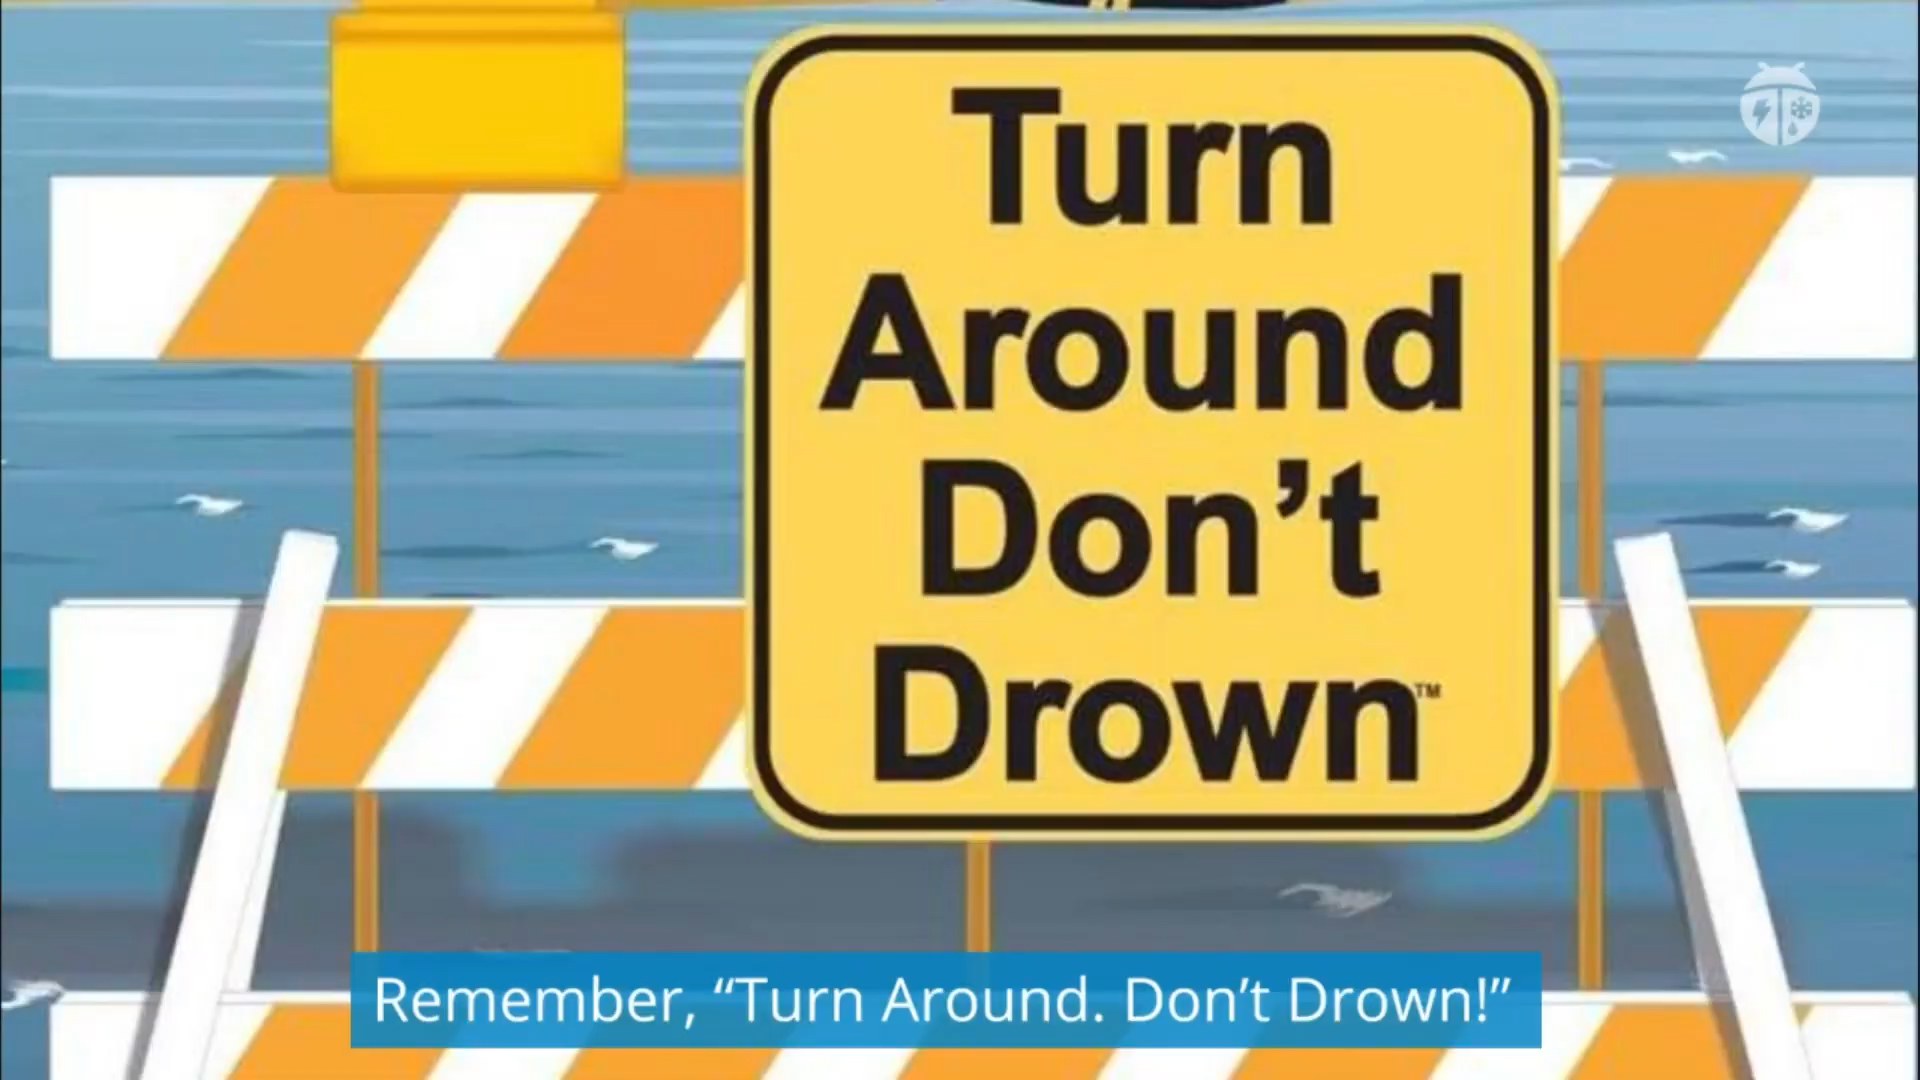 Turn
Around
Don’t
Drown™
Remember, “Turn Around. Don’t Drown!”